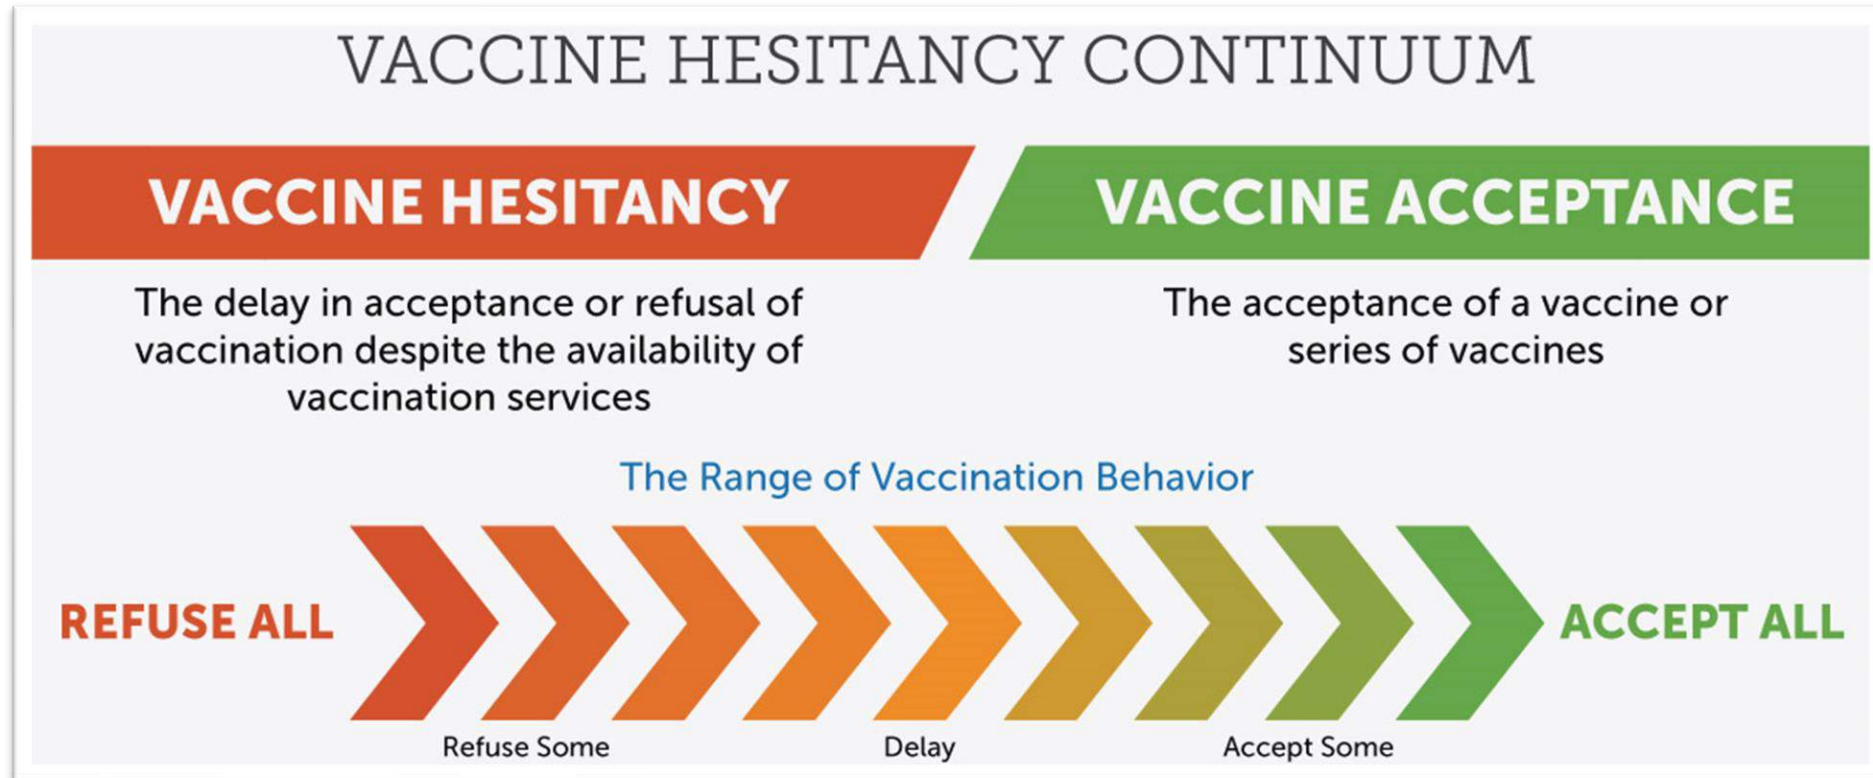 VACCINE HESITANCY CONTINUUM
VACCINE HESITANCY
The delay in acceptance or refusal of
vaccination despite the availability of
vaccination services
VACCINE ACCEPTANCE
The acceptance of a vaccine or
series of vaccines
The Range of Vaccination Behavior
REFUSE ALL
ACCEPT ALL
Refuse Some
Delay
Accept Some